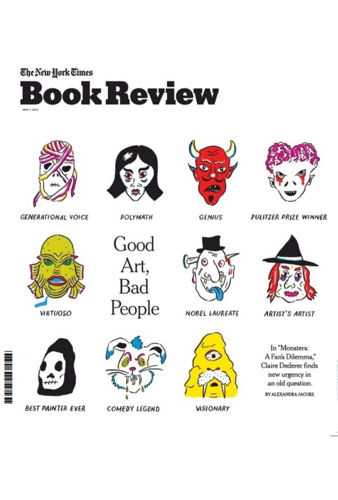 The New York Times
Book Review
GENERATIONAL VOICE
POLYMATH
GENIUS
PULITZER PRIZE WINNER
Good
Art,
Bad
People
VIRTUOSO
NOBEL LAUREATE
ARTIST'S ARTIST
BEST PAINTER EVER
COMEDY LEGEND
VISIONARY
In "Monsters:
A Fan's Dilemma,"
Claire Dederer finds
new urgency in
an old question.
BY ALEXANDRA JACOBS